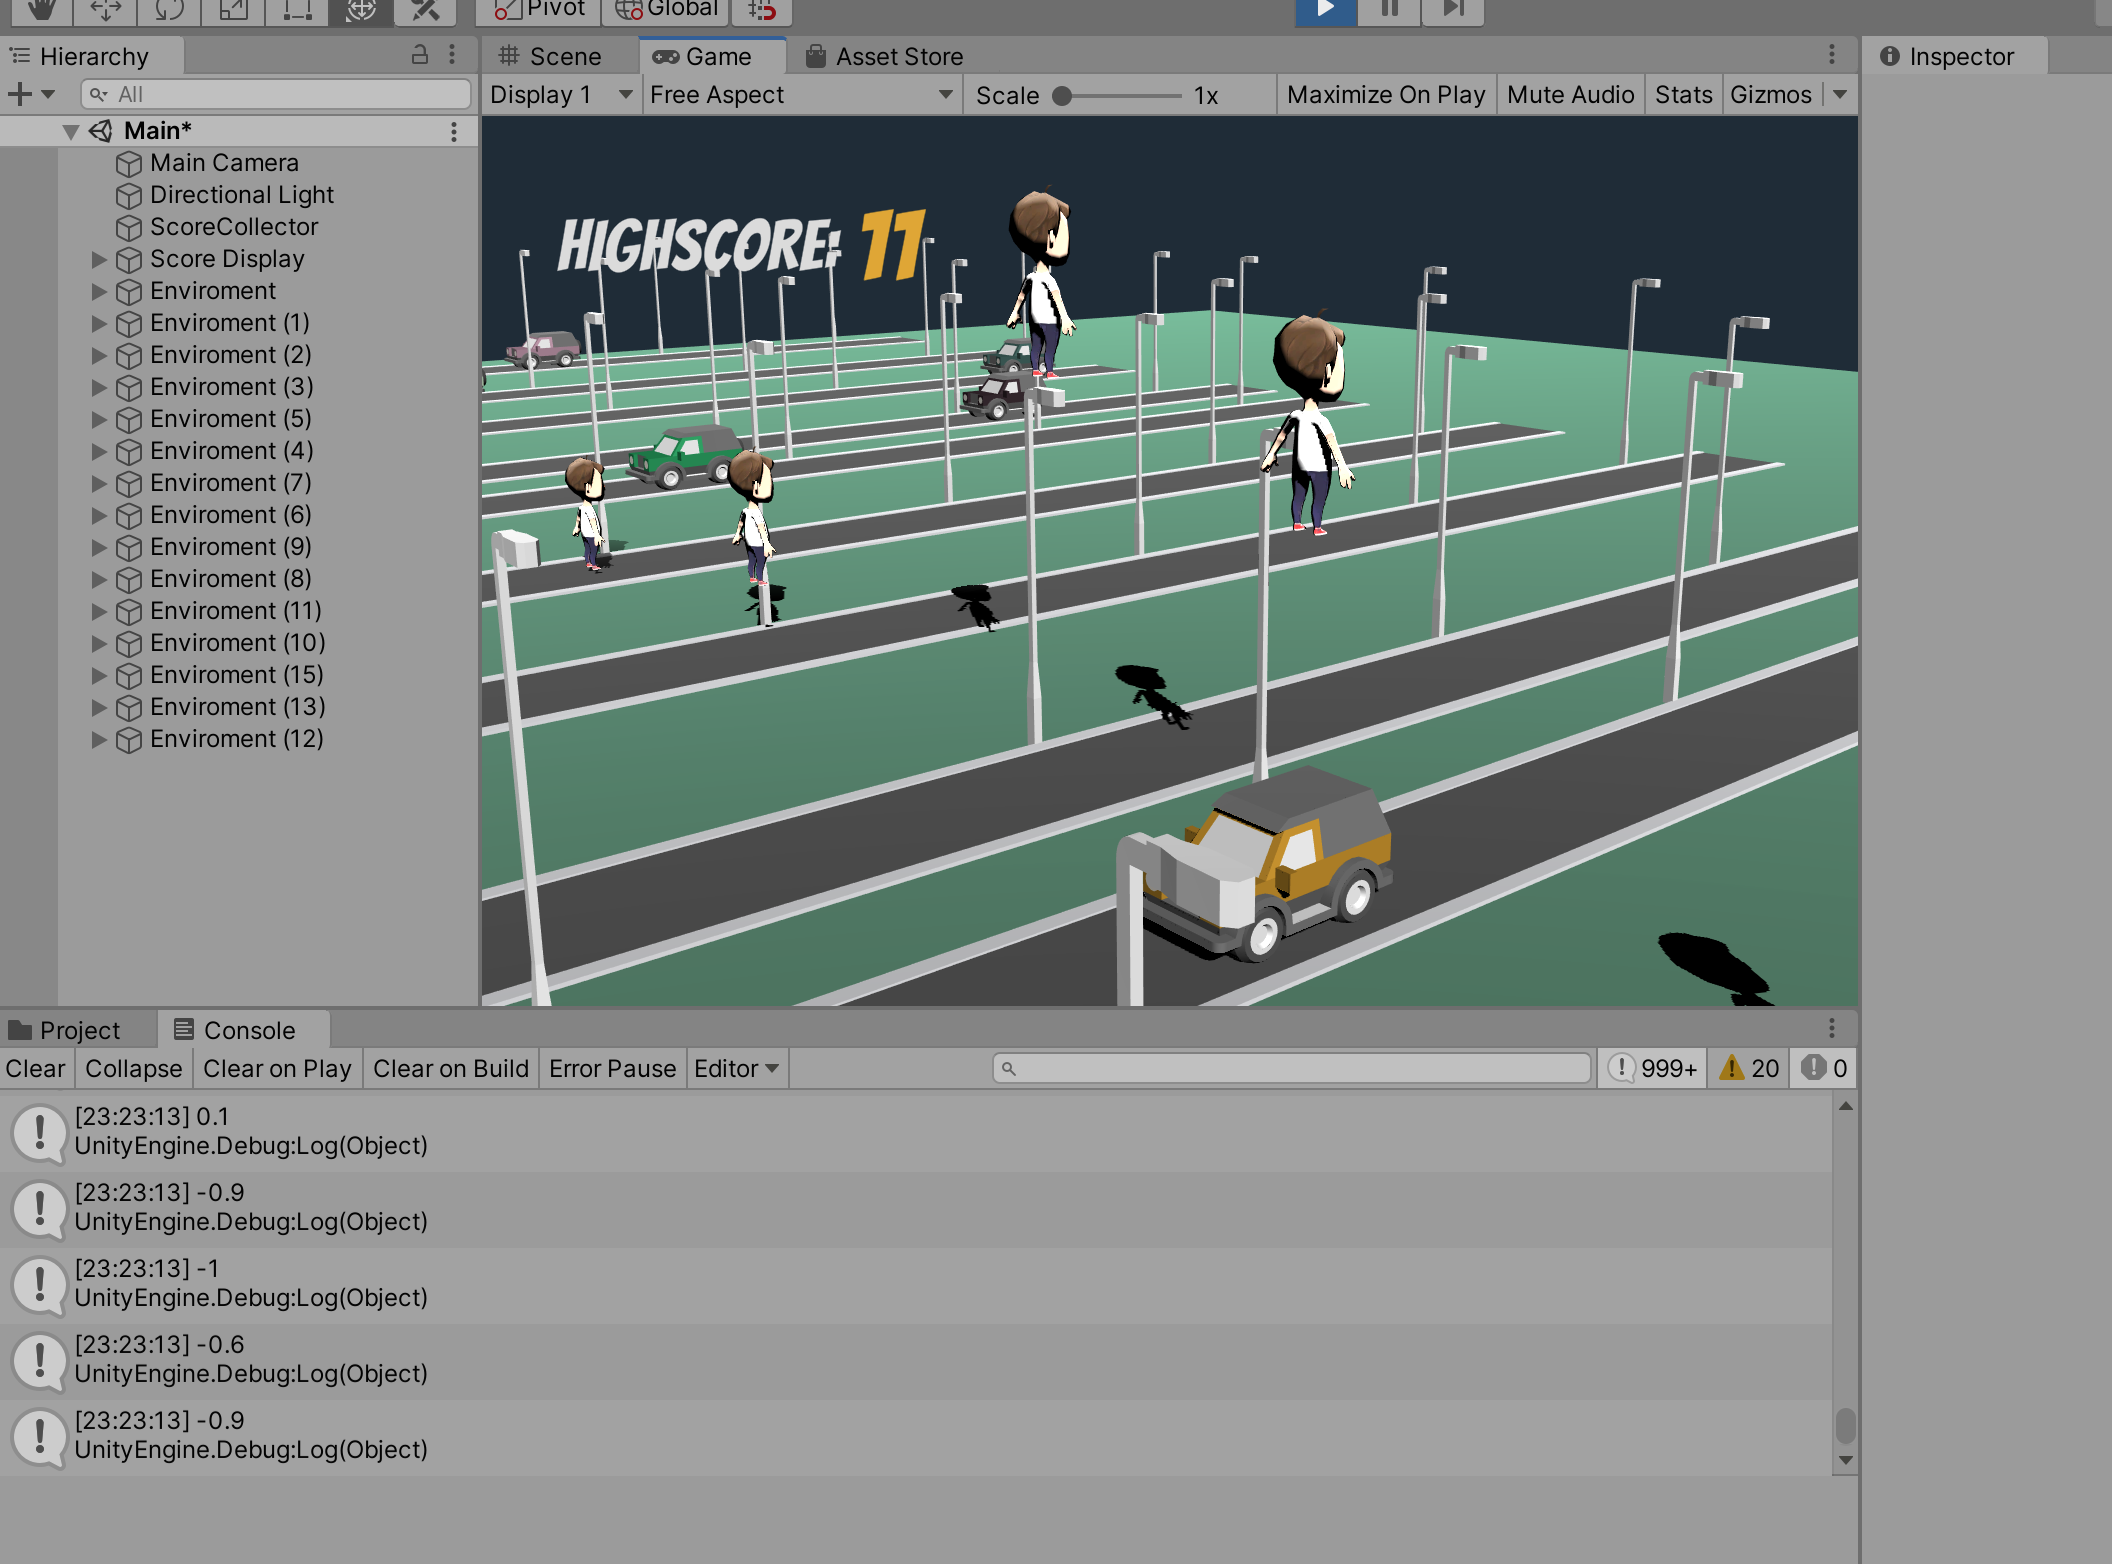 Pivot
Global
Hierarchy
All
Main*
Main Camera
Directional Light
ScoreCollector
Score Display
Enviroment
Enviroment (1)
Enviroment (2)
Enviroment (3)
Enviroment (5)
Enviroment (4)
Enviroment (7)
Enviroment (6)
Enviroment (9)
Enviroment (8)
Enviroment (11)
Enviroment (10)
Enviroment (15)
Enviroment (13)
Enviroment (12)
Scene Game Asset Store
Display 1 Free Aspect Scale 1x Maximize On Play Mute Audio Stats Gizmos
HIGHSCORE: 11
Inspector
Project Console
Clear Collapse Clear on Play Clear on Build Error Pause Editor 999+ 20 0
[23:23:13] 0.1
UnityEngine.Debug:Log(Object)
[23:23:13] -0.9
UnityEngine.Debug:Log(Object)
[23:23:13] -1
UnityEngine.Debug:Log(Object)
[23:23:13] -0.6
UnityEngine.Debug:Log(Object)
[23:23:13] -0.9
UnityEngine.Debug:Log(Object)